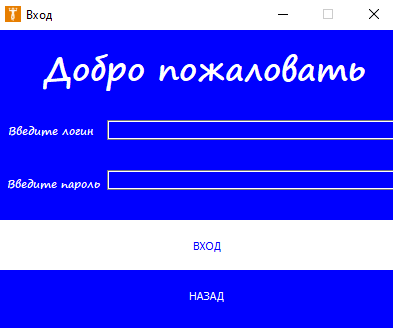 Вход
Добро пожаловать
Введите логин
Введите пароль
ВХОД
НАЗАД